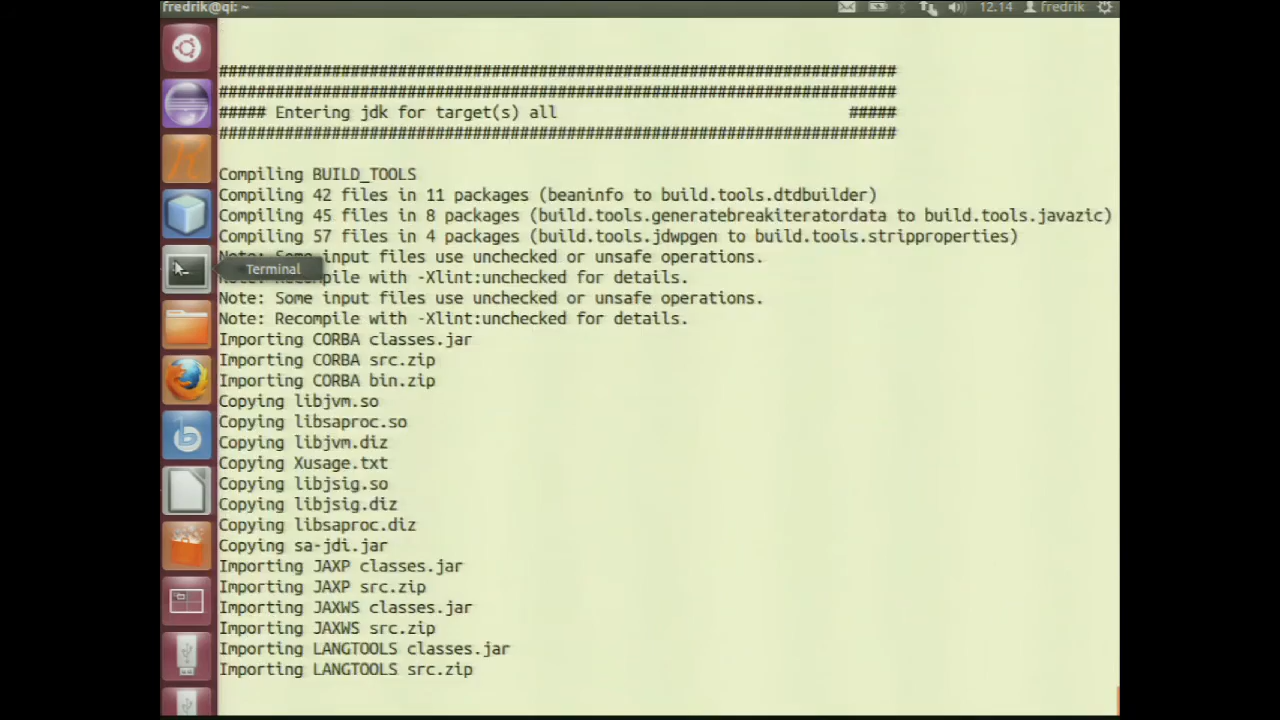 fredrik@qi: ~
12.14 fredrik
########################################################################
########################################################################
##### Entering jdk for target(s) all #####
########################################################################
Compiling BUILD_TOOLS
Compiling 42 files in 11 packages (beaninfo to build.tools.dtdbuilder)
Compiling 45 files in 8 packages (build.tools.generatebreakiteratordata to build.tools.javazic)
Compiling 57 files in 4 packages (build.tools.jdwpgen to build.tools.stripproperties)
Note: Some input files use unchecked or unsafe operations.
Terminal
Note: Recompile with -Xlint:unchecked for details.
Note: Some input files use unchecked or unsafe operations.
Note: Recompile with -Xlint:unchecked for details.
Importing CORBA classes.jar
Importing CORBA src.zip
Importing CORBA bin.zip
Copying libjvm.so
Copying libsaproc.so
Copying libjvm.diz
Copying Xusage.txt
Copying libjsig.so
Copying libjsig.diz
Copying libsaproc.diz
Copying sa-jdi.jar
Importing JAXP classes.jar
Importing JAXP src.zip
Importing JAXWS classes.jar
Importing JAXWS src.zip
Importing LANGTOOLS classes.jar
Importing LANGTOOLS src.zip